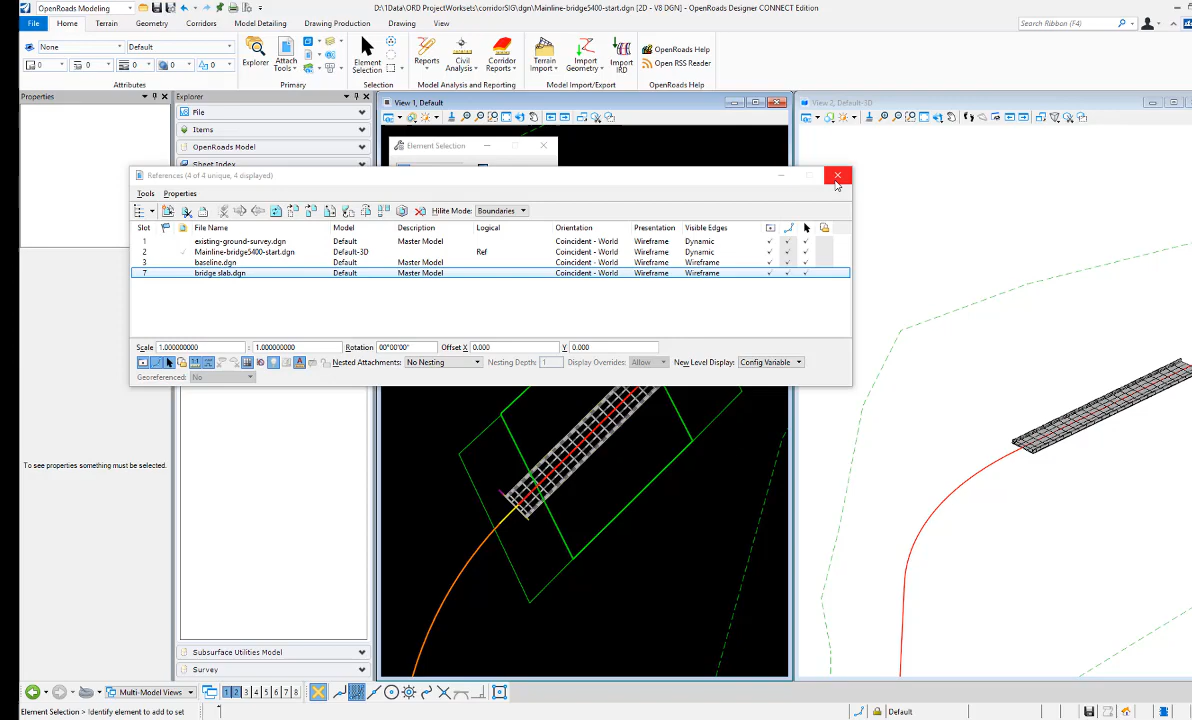 OpenRoads Modeling
D:\1Data\ORD ProjectWorksets\corridorSIG\dgn\Mainline-bridge5400-start.dgn [2D - V8 DGN] - OpenRoads Designer CONNECT Edition
File Home Terrain Geometry Site Corridors Model Detailing Drawing Production Drawing Utilities View
Search Ribbon (F4)
None Default
0 0 0 0 0
Attributes
Explorer Attach Tools
Primary
Element Selection
Selection
Reports Civil Analysis Corridor Reports
Model Analysis and Reporting
Terrain Import Import Geometry Import IRD
Model Import/Export
OpenRoads Help
Open RSS Reader
OpenRoads Help
Properties
Explorer
File
Items
OpenRoads Model
Sheet Index
View 1, Default
View 2, Default-3D
Element Selection
References (4 of 4 unique, 4 displayed)
Tools Properties
Hilite Mode: Boundaries
Slot File Name Model Description Logical Orientation Presentation Visible Edges
1 existing-ground-survey.dgn Default Master Model Coincident - World Wireframe Dynamic
2 Mainline-bridge5400-start.dgn Default-3D Ref Coincident - World Wireframe Dynamic
3 baseline.dgn Default Master Model Coincident - World Wireframe Wireframe
7 bridge slab.dgn Default Master Model Coincident - World Wireframe Wireframe
Scale 1.000000000 : 1.000000000 Rotation 00°00'00" Offset X 0.000 Y 0.000
Nested Attachments: No Nesting Nesting Depth: 1 Display Overrides: Allow New Level Display: Config Variable
Georeferenced: No
To see properties something must be selected.
Subsurface Utilities Model
Survey
Multi-Model Views
1 2 3 4 5 6 7 8
Element Selection > Identify element to add to set
Default